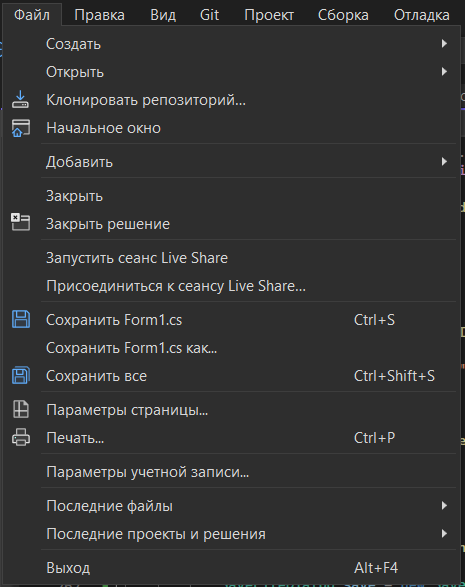 Файл Правка Вид Git Проект Сборка Отладка
Создать
Открыть
Клонировать репозиторий...
Начальное окно
Добавить
Закрыть
Закрыть решение
Запустить сеанс Live Share
Присоединиться к сеансу Live Share...
Сохранить Form1.cs Ctrl+S
Сохранить Form1.cs как...
Сохранить все Ctrl+Shift+S
Параметры страницы...
Печать... Ctrl+P
Параметры учетной записи...
Последние файлы
Последние проекты и решения
Выход Alt+F4